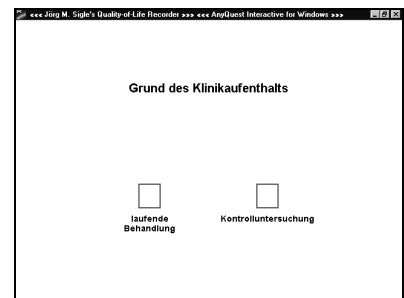 <<< Jörg M. Sigle's Quality-of-Life Recorder >>> <<< AnyQuest Interactive for Windows >>>
Grund des Klinikaufenthalts
laufende
Behandlung
Kontrolluntersuchung